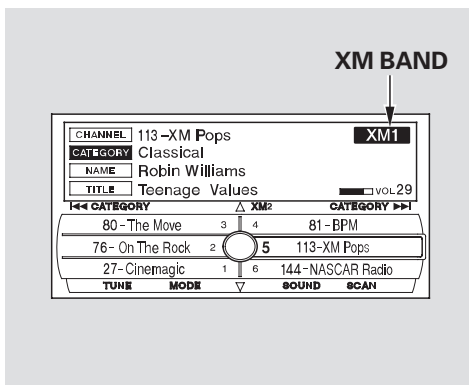 XM BAND
CHANNEL 113–XM Pops XM1
CATEGORY Classical
NAME Robin Williams
TITLE Teenage Values VOL 29
|◀◀ CATEGORY △ XM2 CATEGORY ▶▶|
80–The Move 3 4 81–BPM
76–On The Rock 2 5 113–XM Pops
27–Cinemagic 1 6 144–NASCAR Radio
TUNE MODE ▽ SOUND SCAN